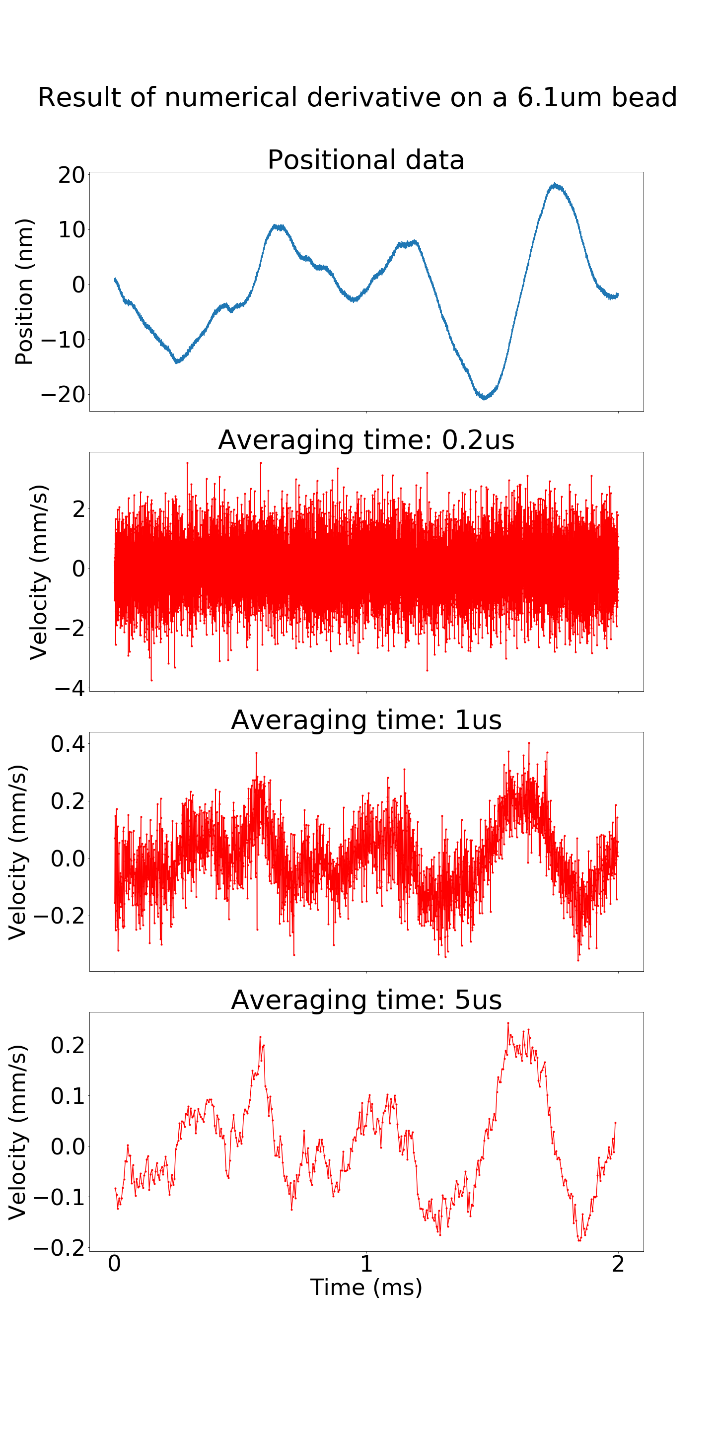 Result of numerical derivative on a 6.1um bead
Positional data
20
10
0
−10
−20
Position (nm)
Averaging time: 0.2us
2
0
−2
−4
Velocity (mm/s)
Averaging time: 1us
0.4
0.2
0.0
−0.2
Velocity (mm/s)
Averaging time: 5us
0.2
0.1
0.0
−0.1
−0.2
Velocity (mm/s)
0 1 2
Time (ms)